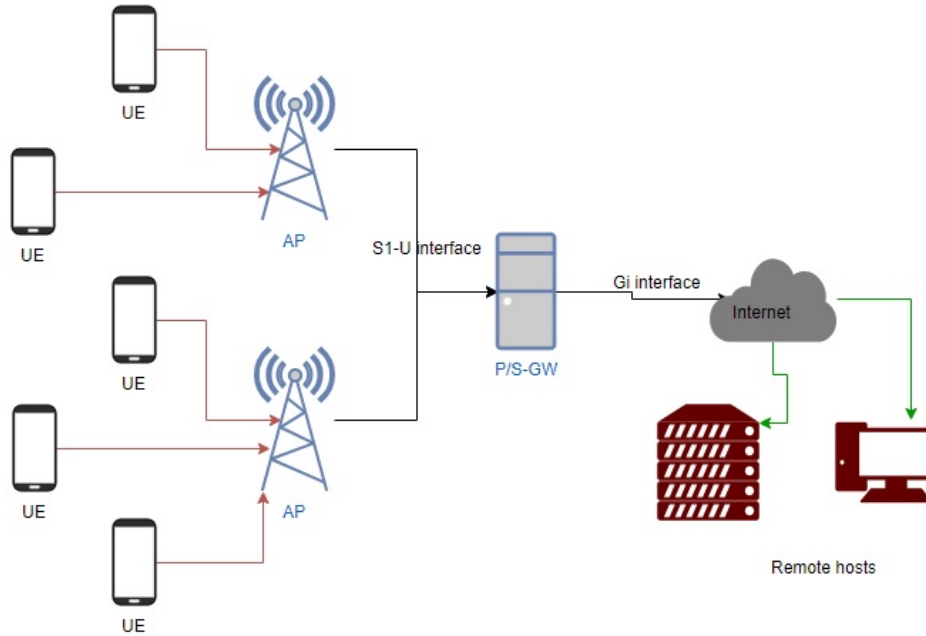 UE
UE
AP
S1-U interface
Gi interface
Internet
P/S-GW
UE
UE
AP
UE
Remote hosts